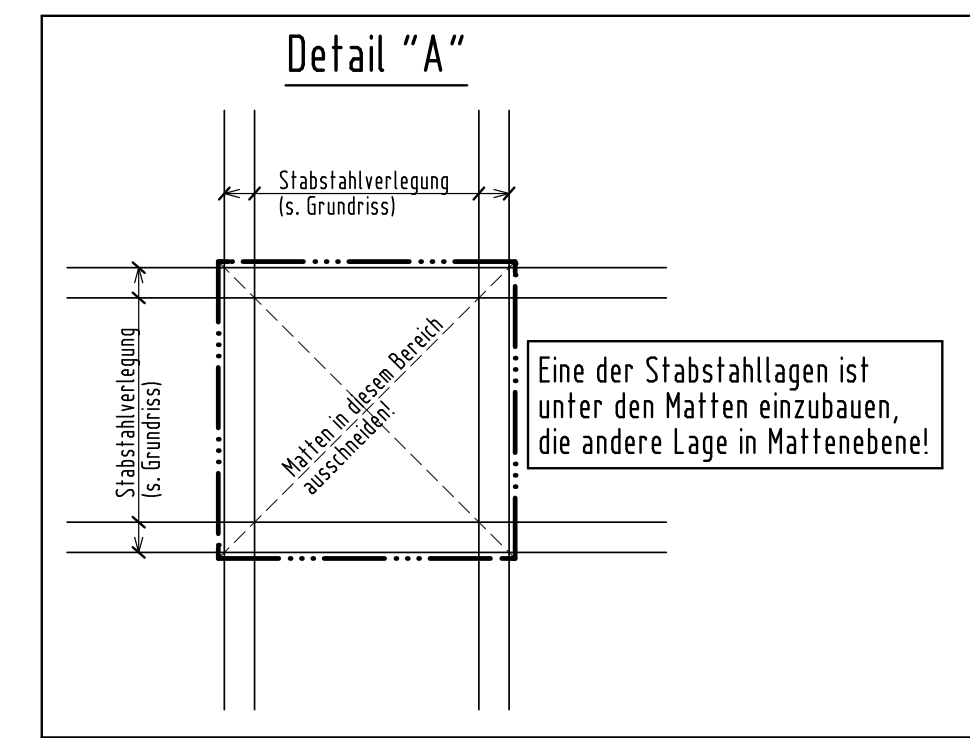 Detail "A"
Stabstahlverlegung
(s. Grundriss)
Stabstahlverlegung
(s. Grundriss)
Matten in diesem Bereich
ausschneiden!
Eine der Stabstahllagen ist
unter den Matten einzubauen,
die andere Lage in Mattenebene!